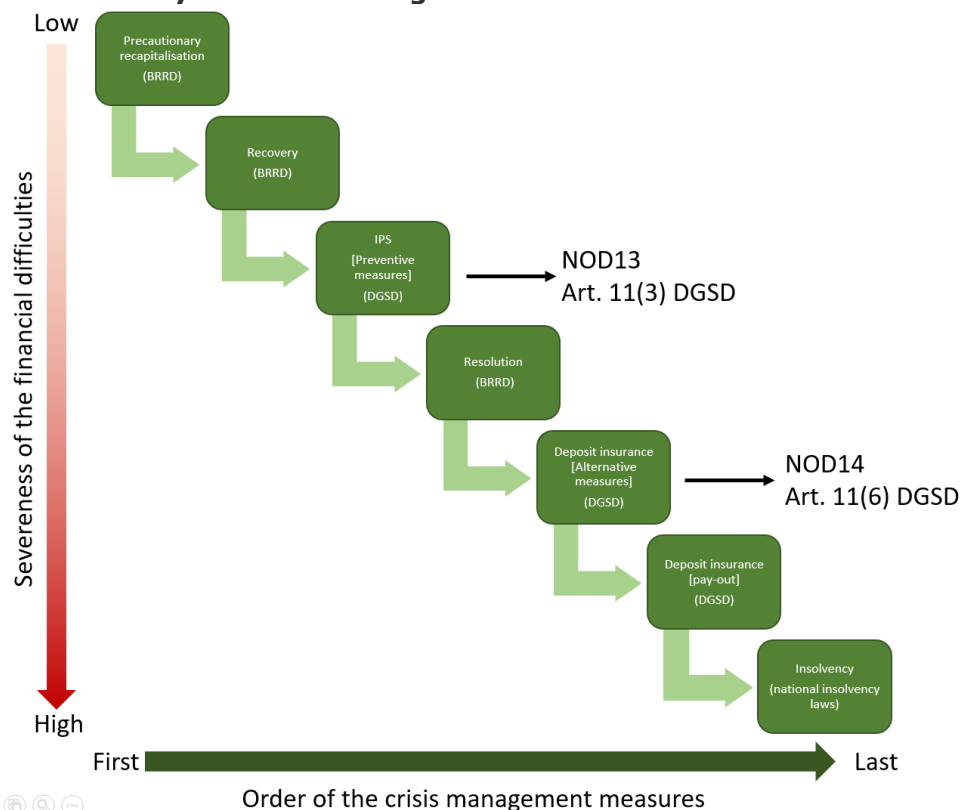 Low
Precautionary
recapitalisation
(BRRD)
Recovery
(BRRD)
IPS
[Preventive
measures]
(DGSD)
NOD13
Art. 11(3) DGSD
Resolution
(BRRD)
Deposit insurance
[Alternative
measures]
(DGSD)
NOD14
Art. 11(6) DGSD
Deposit insurance
[pay-out]
(DGSD)
Insolvency
(national insolvency
laws)
Severeness of the financial difficulties
High
First
Last
Order of the crisis management measures